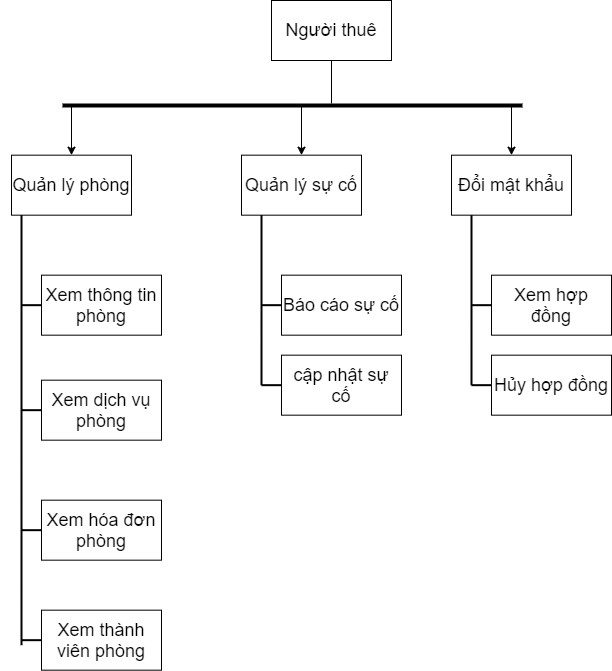 Người thuê
Quản lý phòng
Quản lý sự cố
Đổi mật khẩu
Xem thông tin
phòng
Báo cáo sự cố
Xem hợp
đồng
Xem dịch vụ
phòng
cập nhật sự
cố
Hủy hợp đồng
Xem hóa đơn
phòng
Xem thành
viên phòng